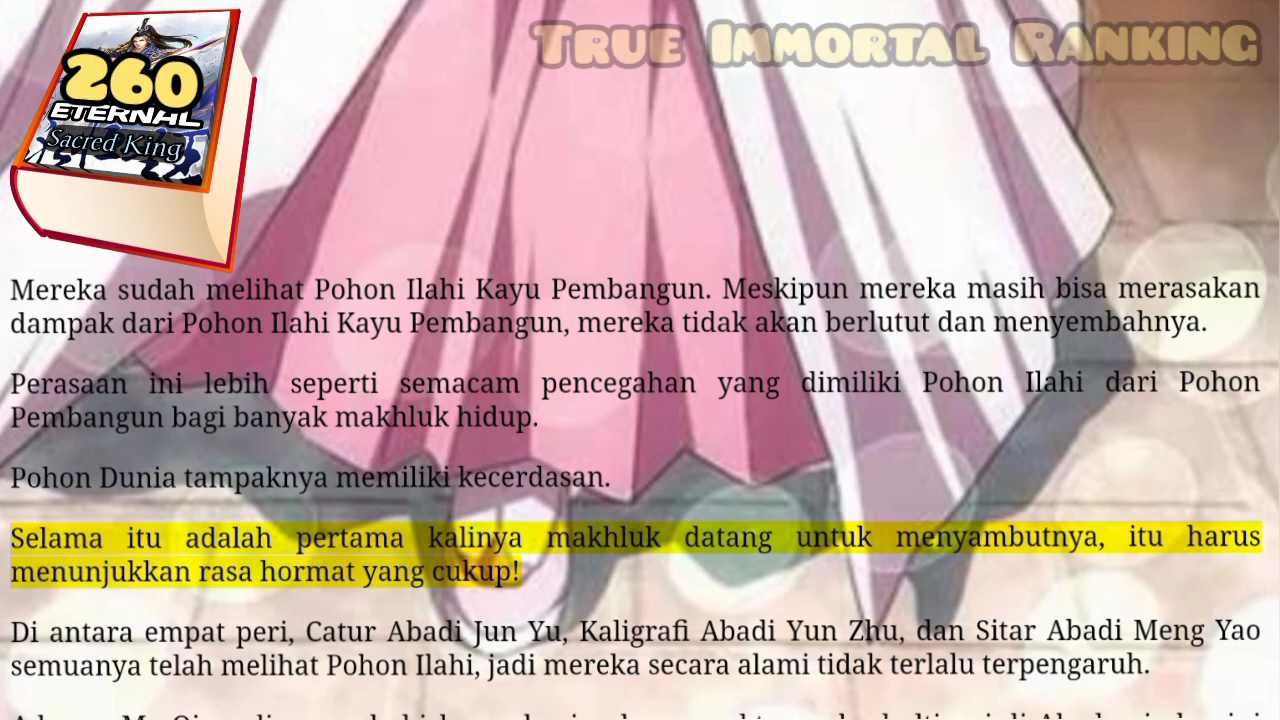 True Immortal Ranking
260
ETERNAL
Sacred King
Mereka sudah melihat Pohon Ilahi Kayu Pembangun. Meskipun mereka masih bisa merasakan
dampak dari Pohon Ilahi Kayu Pembangun, mereka tidak akan berlutut dan menyembahnya.
Perasaan ini lebih seperti semacam pencegahan yang dimiliki Pohon Ilahi dari Pohon
Pembangun bagi banyak makhluk hidup.
Pohon Dunia tampaknya memiliki kecerdasan.
Selama itu adalah pertama kalinya makhluk datang untuk menyambutnya, itu harus
menunjukkan rasa hormat yang cukup!
Di antara empat peri, Catur Abadi Jun Yu, Kaligrafi Abadi Yun Zhu, dan Sitar Abadi Meng Yao
semuanya telah melihat Pohon Ilahi, jadi mereka secara alami tidak terlalu terpengaruh.